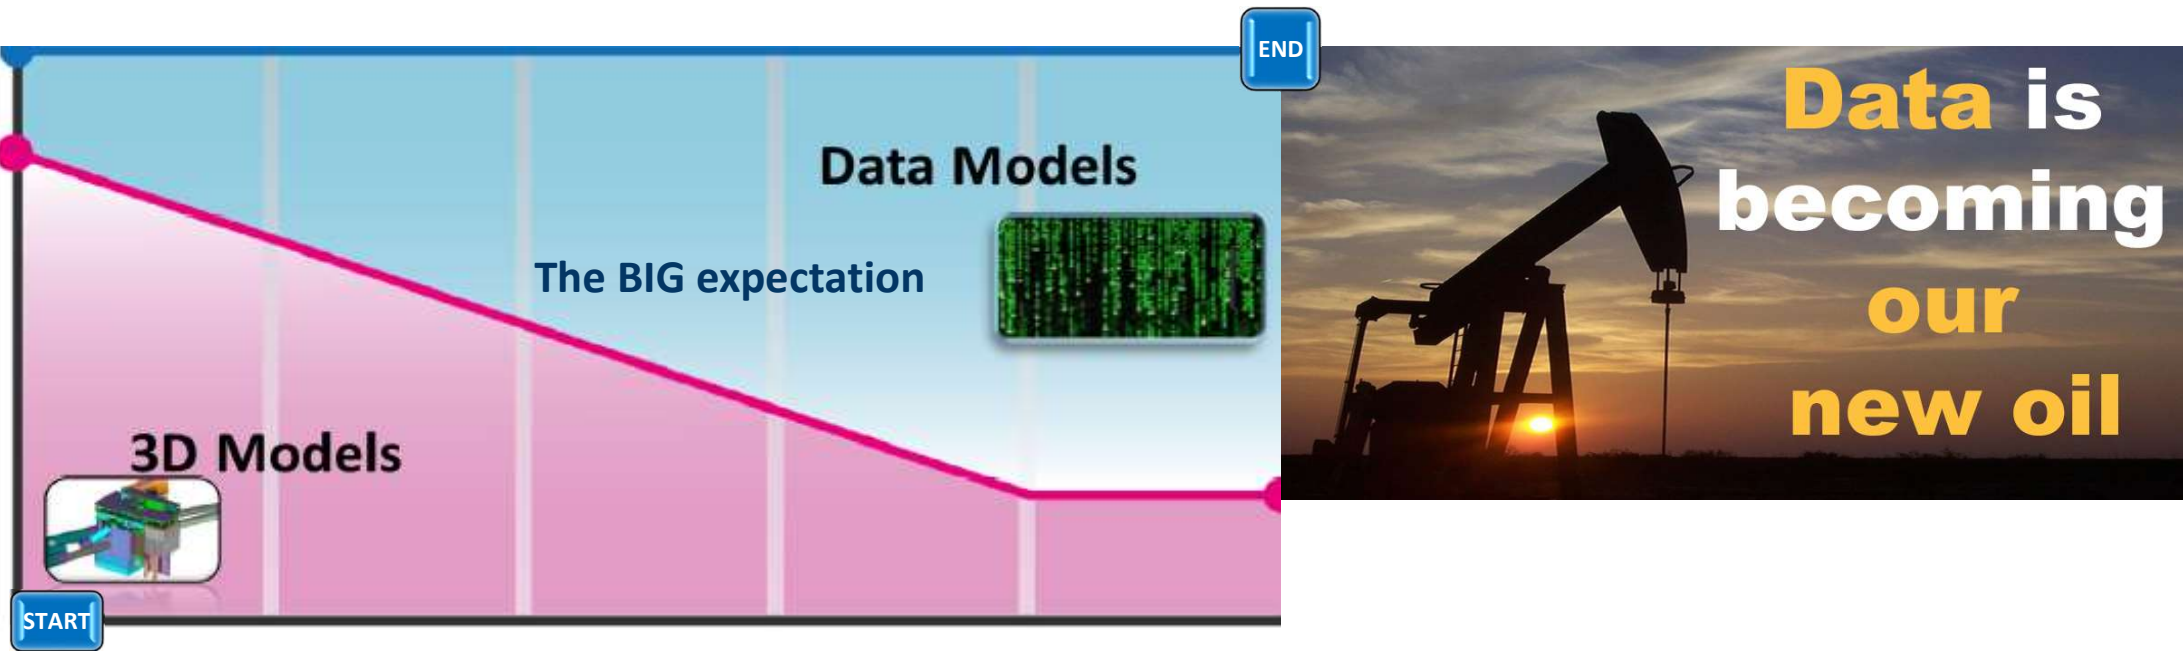 END
Data Models
The BIG expectation
3D Models
START
Data is
becoming
our
new oil